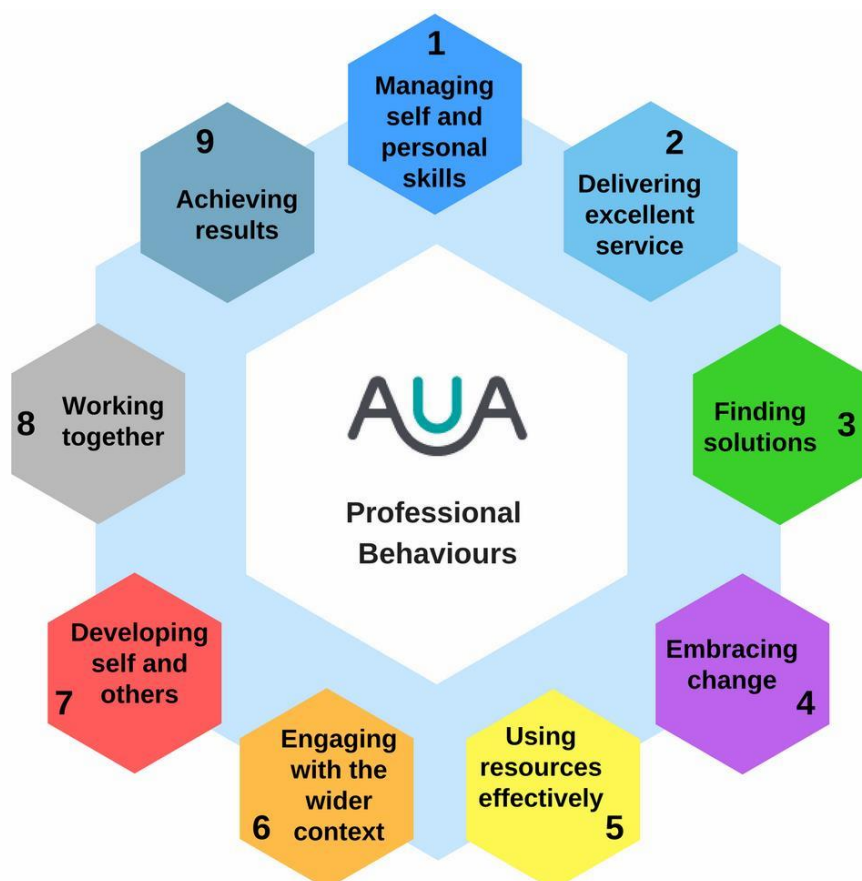 1
Managing
self and
personal
skills
2
Delivering
excellent
service
3
Finding
solutions
4
Embracing
change
5
Using
resources
effectively
6
Engaging
with the
wider
context
7
Developing
self and
others
8
Working
together
9
Achieving
results
AUA
Professional
Behaviours